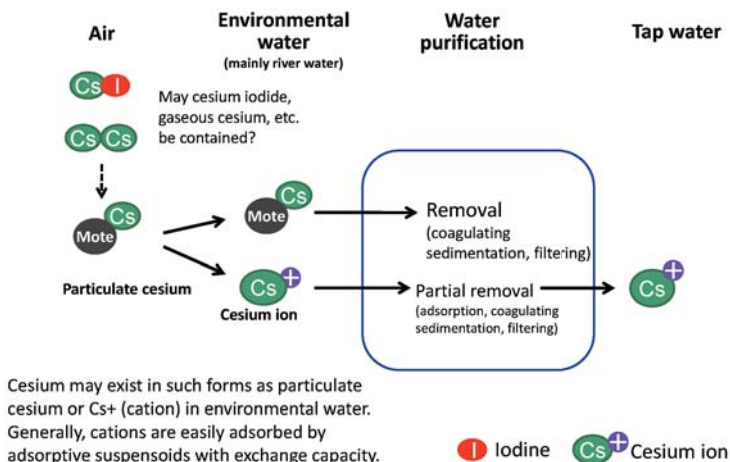 Air
Environmental
water
(mainly river water)
Water
purification
Tap water
Cs I
May cesium iodide,
gaseous cesium, etc.
be contained?
Cs Cs
Cs
Mote
Particulate cesium
Cs
Mote
Removal
(coagulating
sedimentation, filtering)
Cs +
Cesium ion
Partial removal
(adsorption, coagulating
sedimentation, filtering)
Cs +
Cesium may exist in such forms as particulate
cesium or Cs+ (cation) in environmental water.
Generally, cations are easily adsorbed by
adsorptive suspensoids with exchange capacity.
I Iodine
Cs + Cesium ion